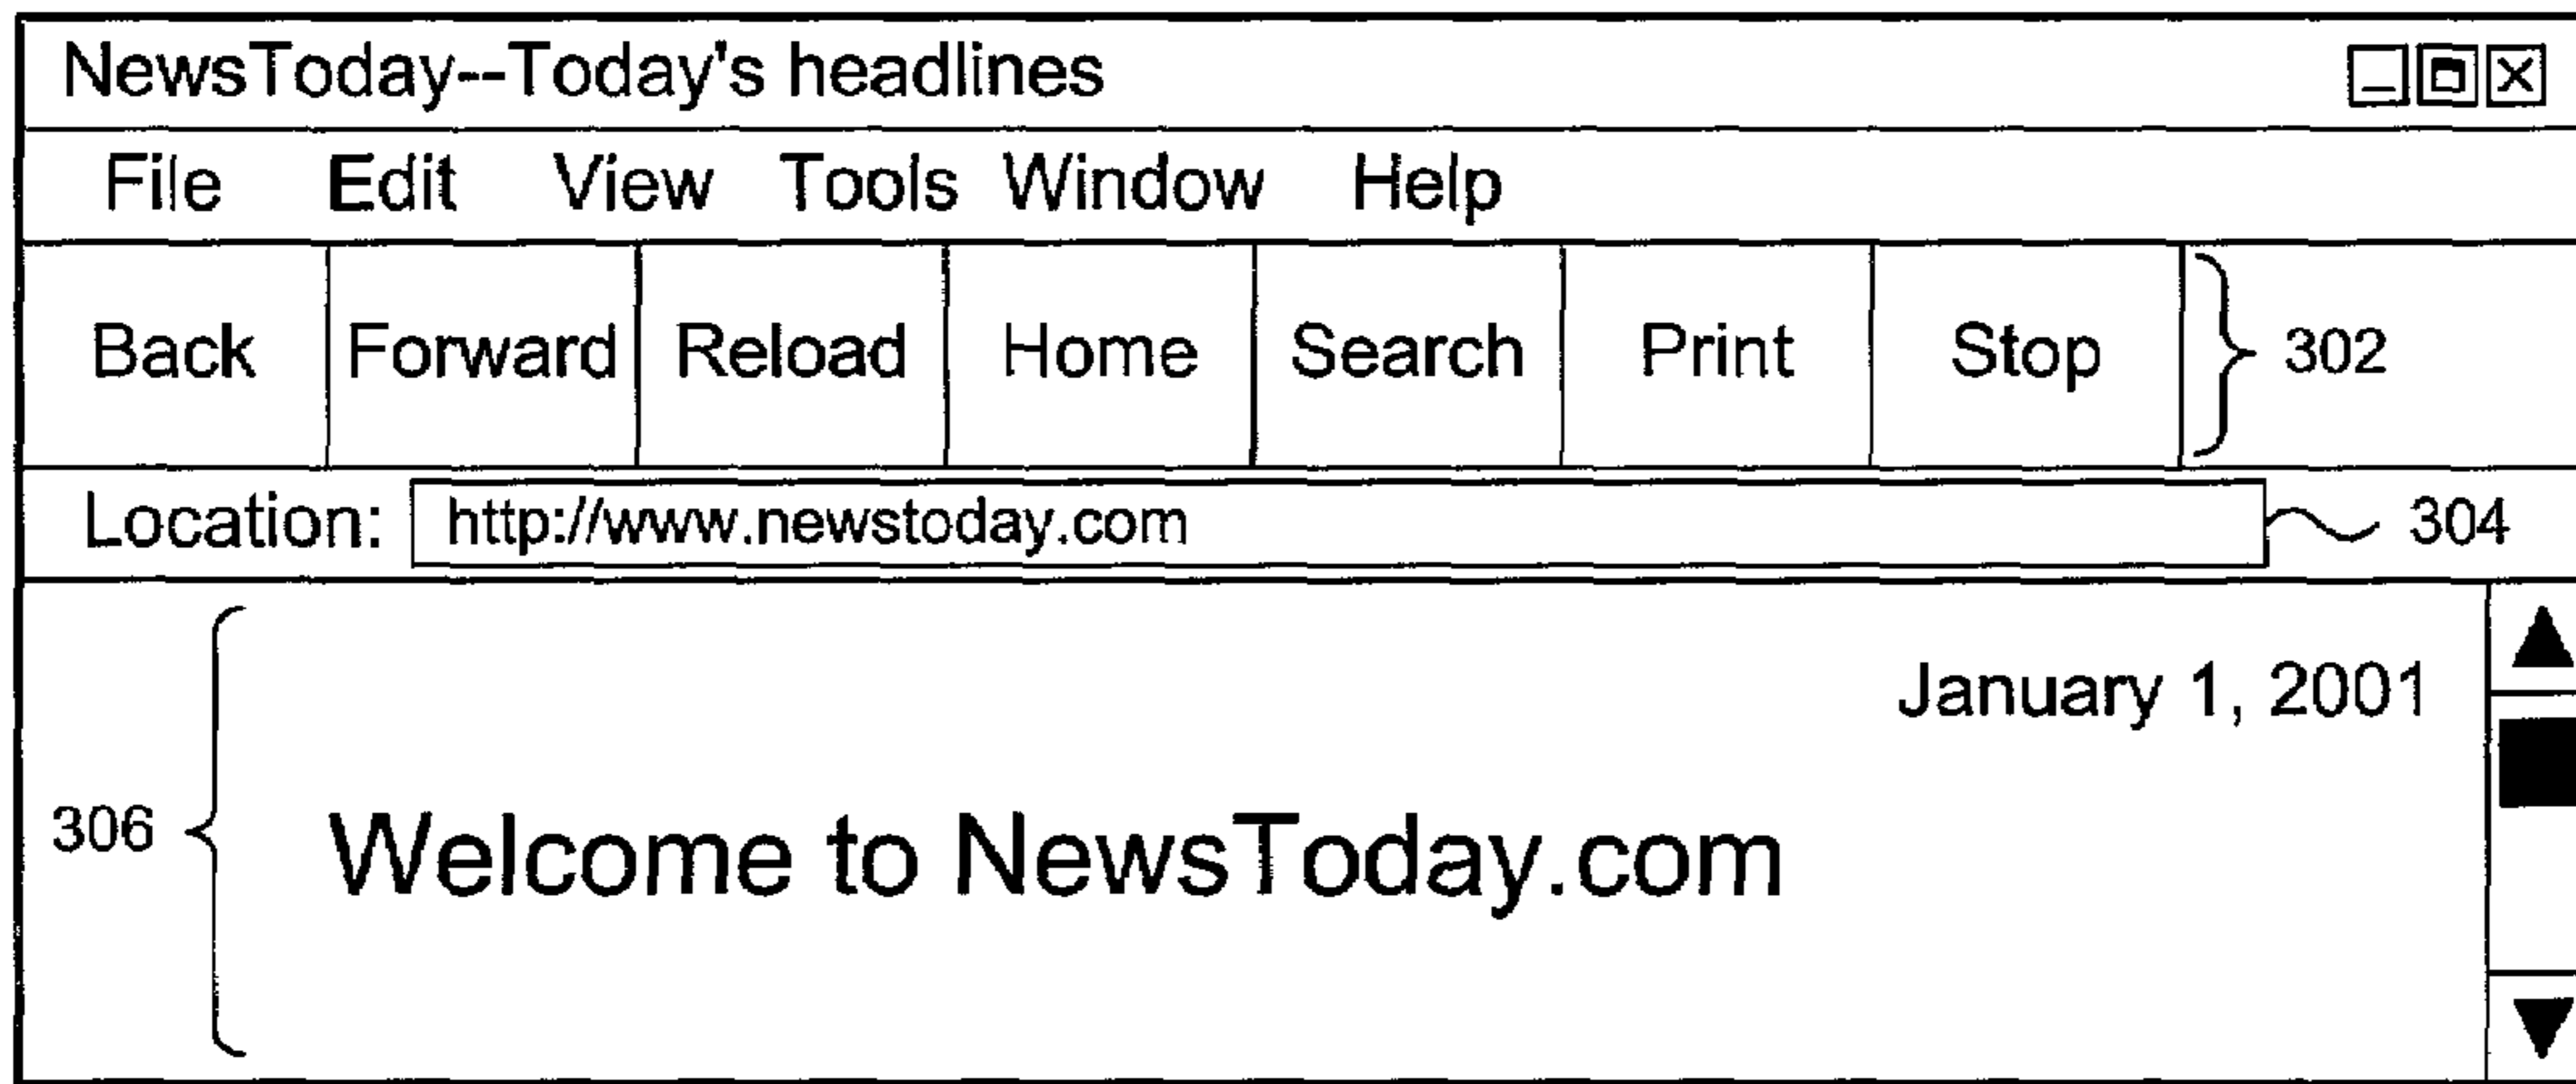 NewsToday--Today's headlines
File Edit View Tools Window Help
Back Forward Reload Home Search Print Stop 302
Location: http://www.newstoday.com 304
January 1, 2001
306 Welcome to NewsToday.com